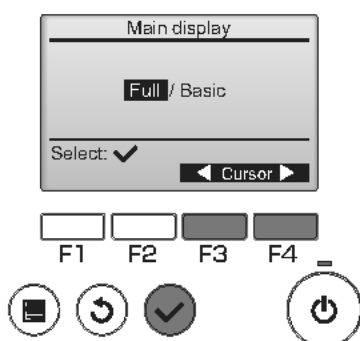 Main display
Full / Basic
Select: ✔
◀ Cursor ▶
F1 F2 F3 F4